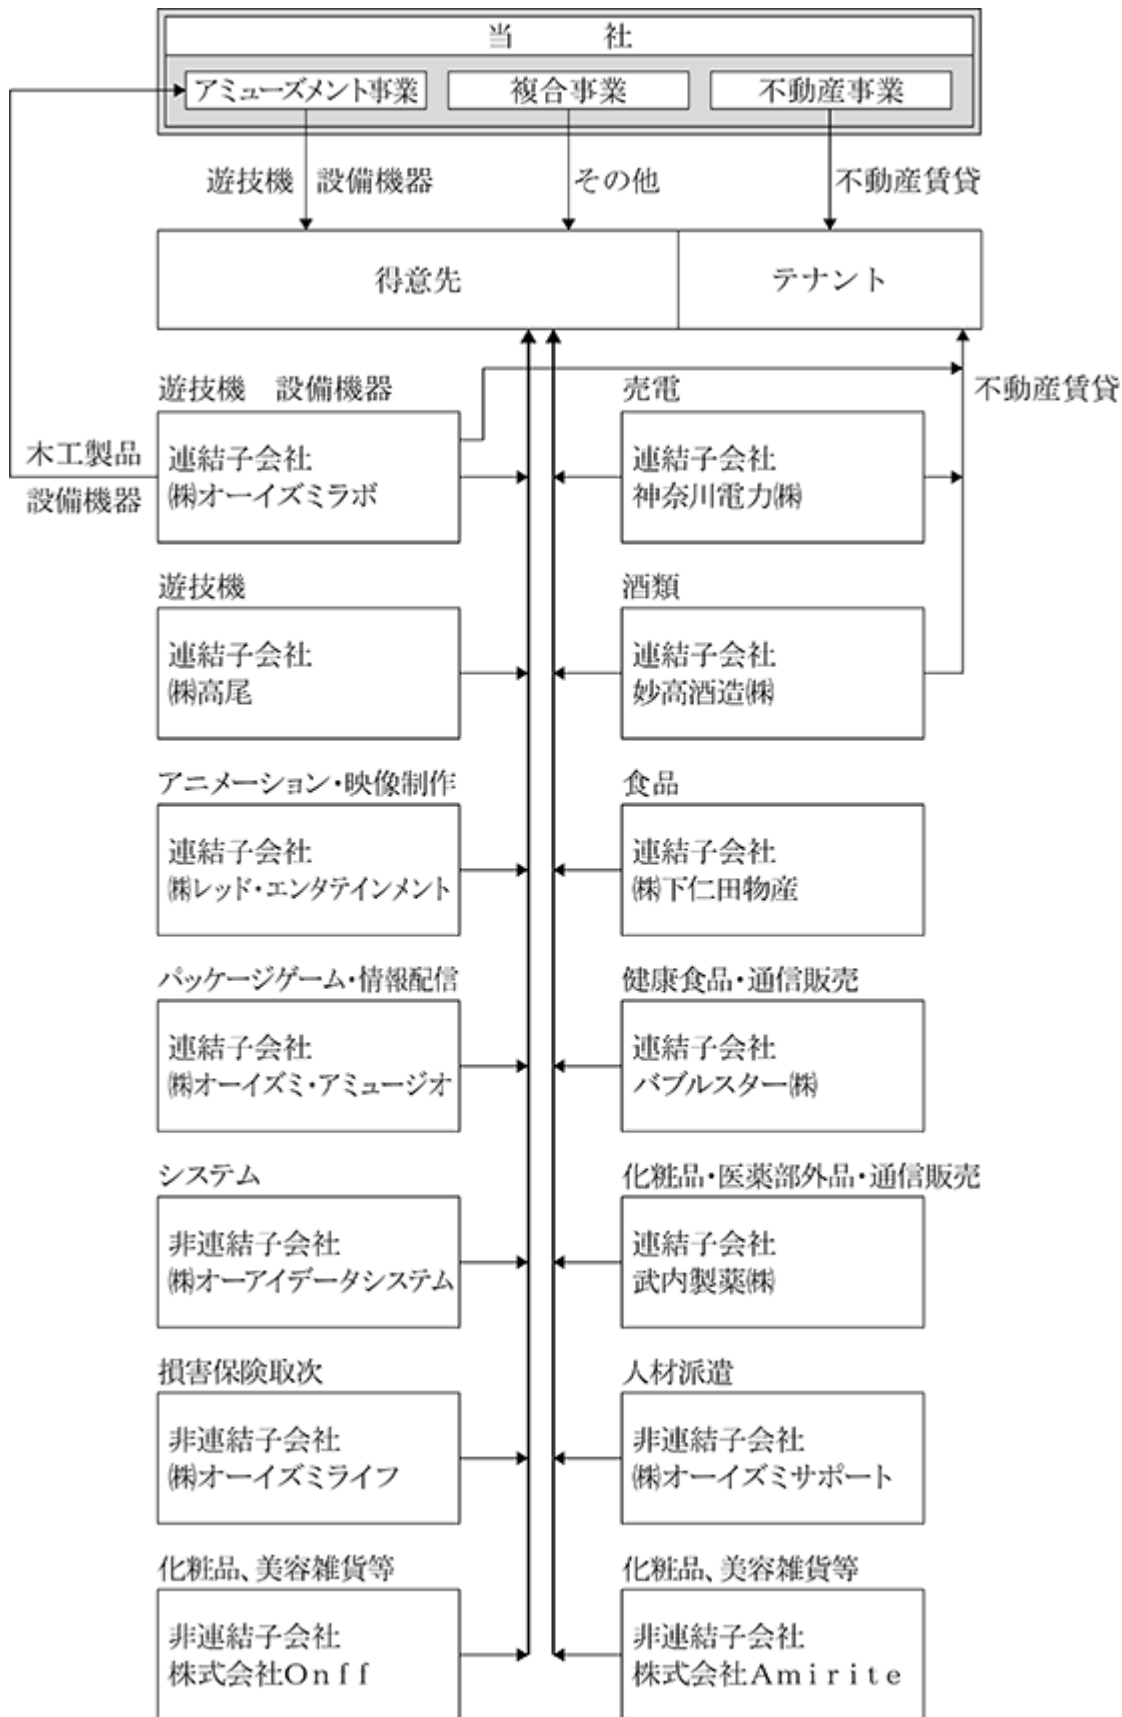 当　　　社
アミューズメント事業
複合事業
不動産事業
遊技機　設備機器
その他
不動産賃貸
得意先
テナント
遊技機　設備機器
売電
不動産賃貸
木工製品
設備機器
連結子会社
㈱オーイズミラボ
連結子会社
神奈川電力㈱
遊技機
酒類
連結子会社
㈱高尾
連結子会社
妙高酒造㈱
アニメーション・映像制作
食品
連結子会社
㈱レッド・エンタテインメント
連結子会社
㈱下仁田物産
パッケージゲーム・情報配信
健康食品・通信販売
連結子会社
㈱オーイズミ・アミュージオ
連結子会社
バブルスター㈱
システム
化粧品・医薬部外品・通信販売
非連結子会社
㈱オーアイデータシステム
連結子会社
武内製薬㈱
損害保険取次
人材派遣
非連結子会社
㈱オーイズミライフ
非連結子会社
㈱オーイズミサポート
化粧品、美容雑貨等
化粧品、美容雑貨等
非連結子会社
株式会社Ｏｎｆｆ
非連結子会社
株式会社Ａｍｉｒｉｔｅ